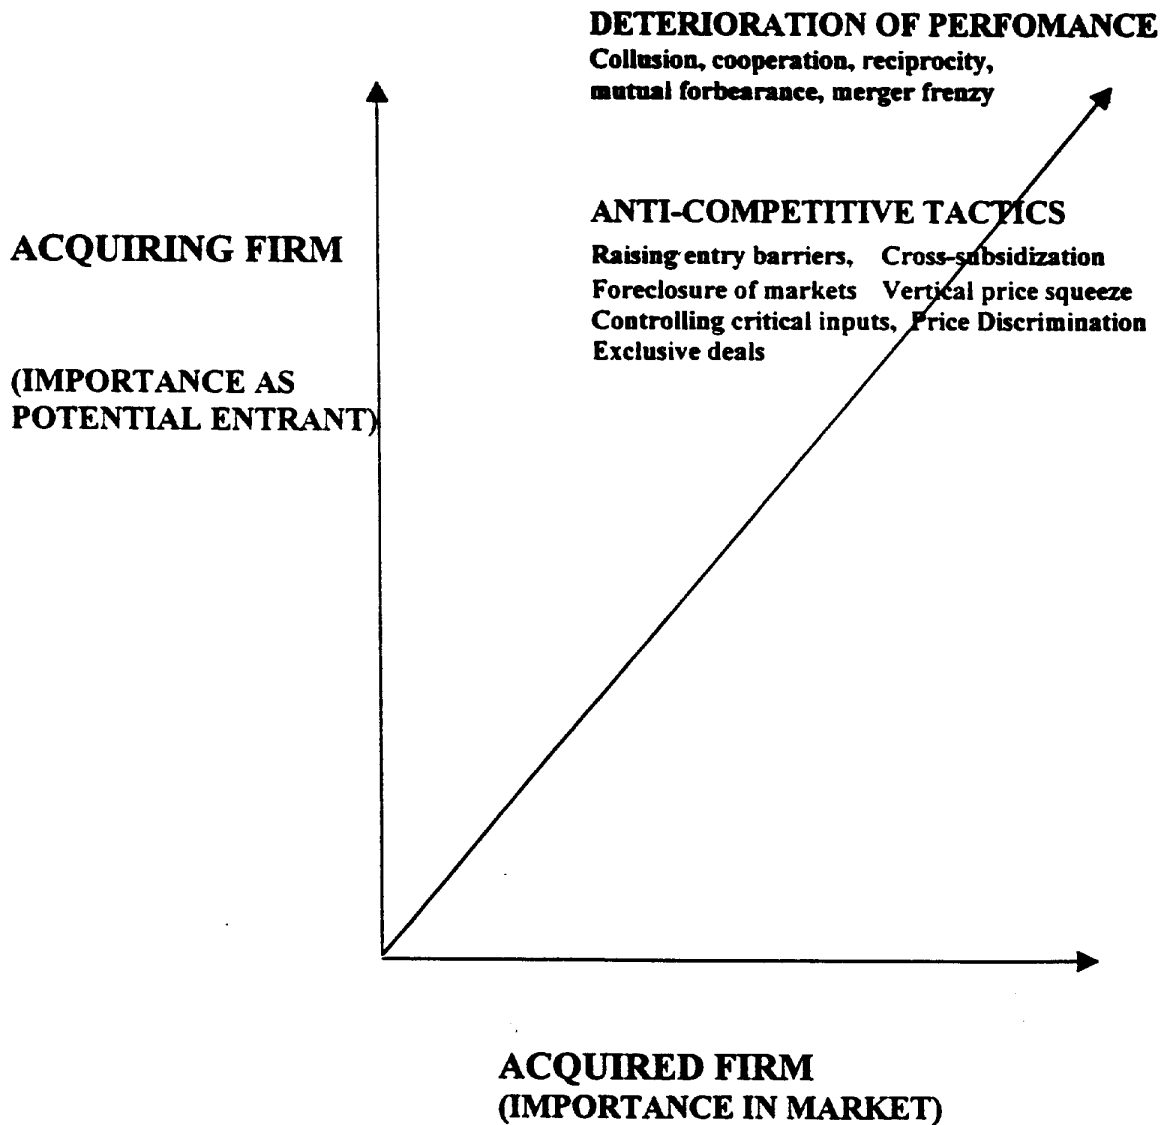 DETERIORATION OF PERFOMANCE
Collusion, cooperation, reciprocity,
mutual forbearance, merger frenzy
ANTI-COMPETITIVE TACTICS
Raising entry barriers, Cross-subsidization
Foreclosure of markets Vertical price squeeze
Controlling critical inputs, Price Discrimination
Exclusive deals
ACQUIRING FIRM
(IMPORTANCE AS
POTENTIAL ENTRANT)
ACQUIRED FIRM
(IMPORTANCE IN MARKET)